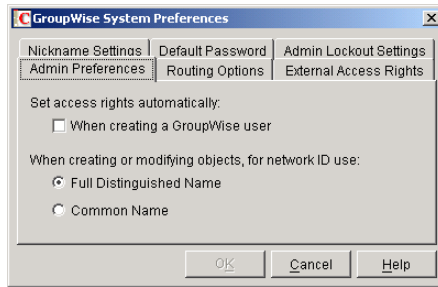 GroupWise System Preferences
Nickname Settings Default Password Admin Lockout Settings
Admin Preferences Routing Options External Access Rights
Set access rights automatically:
When creating a GroupWise user
When creating or modifying objects, for network ID use:
Full Distinguished Name
Common Name
OK Cancel Help